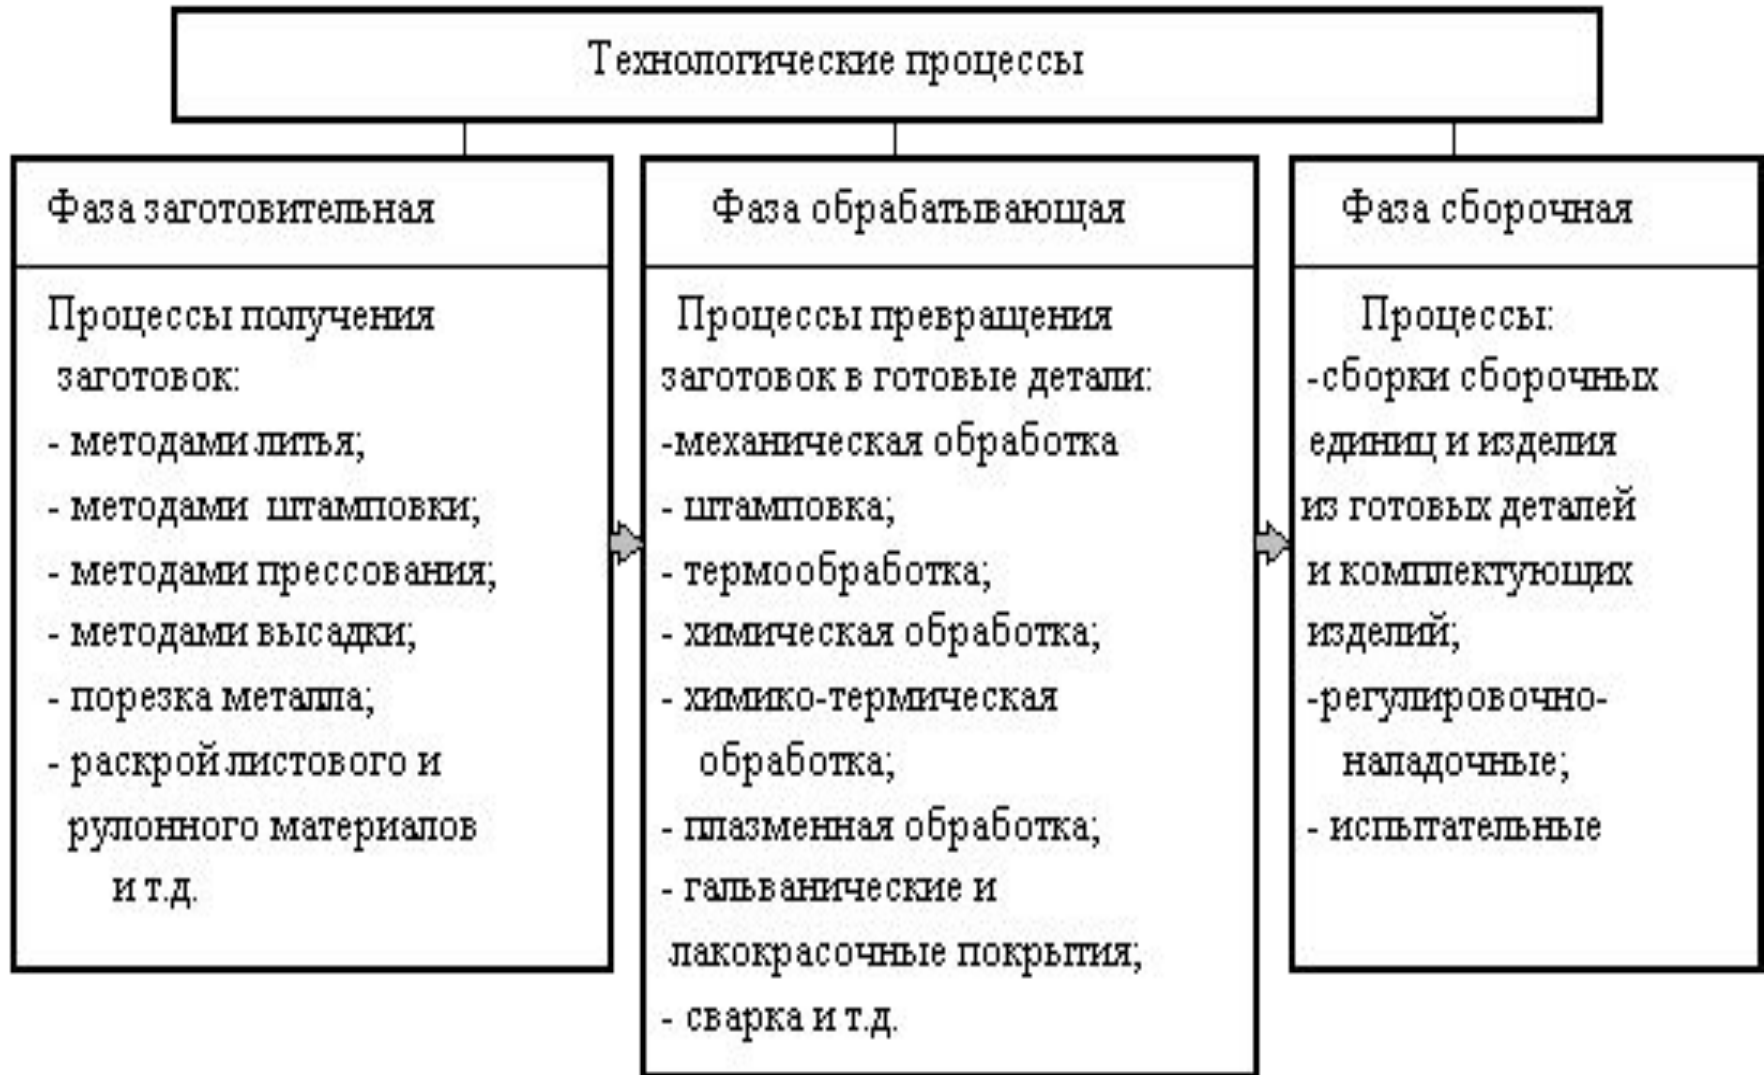 Технологические процессы
Фаза заготовительная
Процессы получения
заготовок:
- методами литья;
- методами штамповки;
- методами прессования;
- методами высадки;
- порезка металла;
- раскрой листового и
рулонного материалов
и т.д.
Фаза обрабатывающая
Процессы превращения
заготовок в готовые детали:
-механическая обработка
- штамповка;
- термообработка;
- химическая обработка;
- химико-термическая
обработка;
- плазменная обработка;
- гальванические и
лакокрасочные покрытия;
- сварка и т.д.
Фаза сборочная
Процессы:
-сборки сборочных
единиц и изделия
из готовых деталей
и комплектующих
изделий;
-регулировочно-
наладочные;
- испытательные